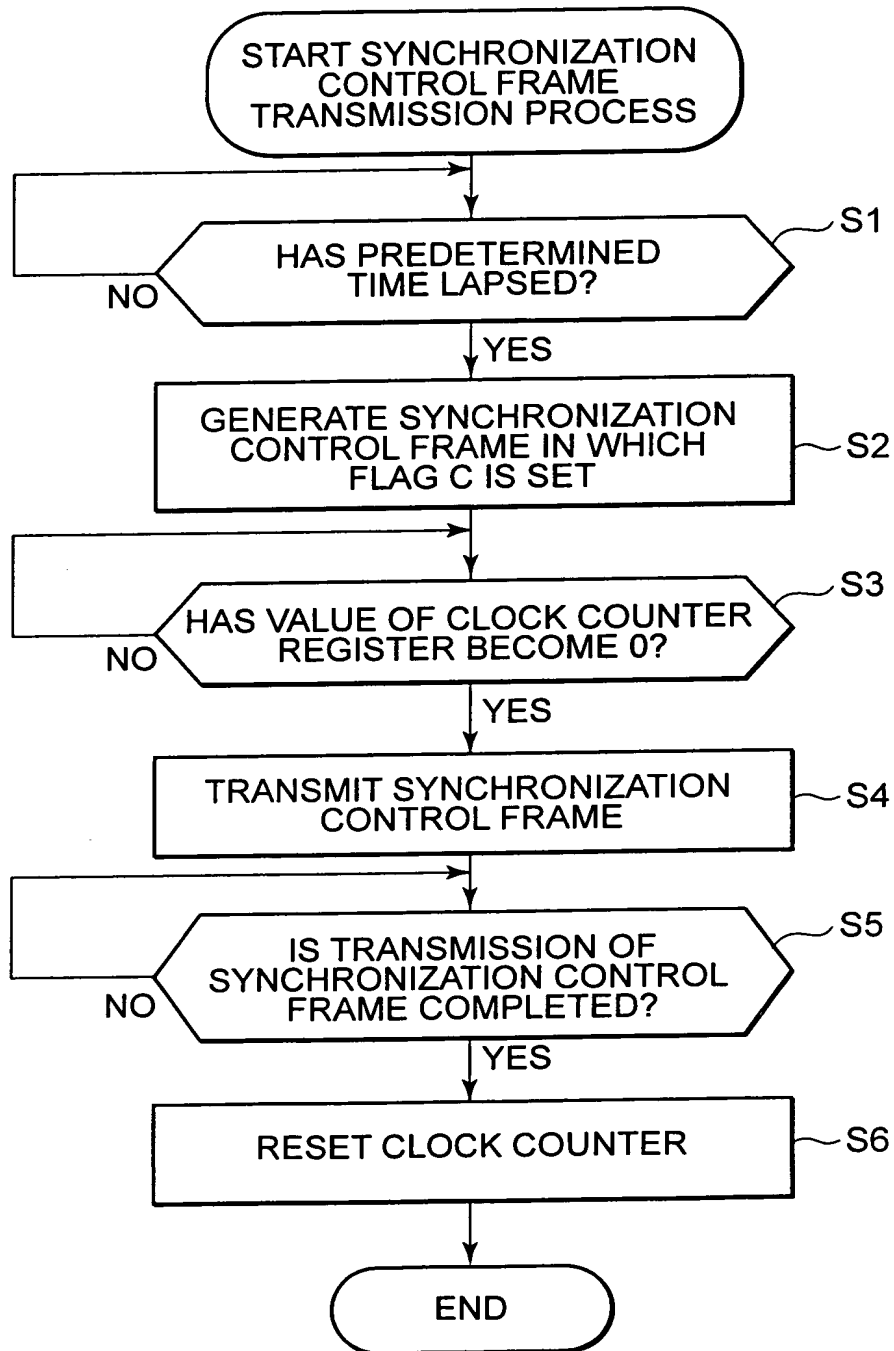 START SYNCHRONIZATION
CONTROL FRAME
TRANSMISSION PROCESS
S1
HAS PREDETERMINED
TIME LAPSED?
NO
YES
GENERATE SYNCHRONIZATION
CONTROL FRAME IN WHICH
FLAG C IS SET
S2
S3
HAS VALUE OF CLOCK COUNTER
REGISTER BECOME 0?
NO
YES
TRANSMIT SYNCHRONIZATION
CONTROL FRAME
S4
S5
IS TRANSMISSION OF
SYNCHRONIZATION CONTROL
FRAME COMPLETED?
NO
YES
RESET CLOCK COUNTER
S6
END